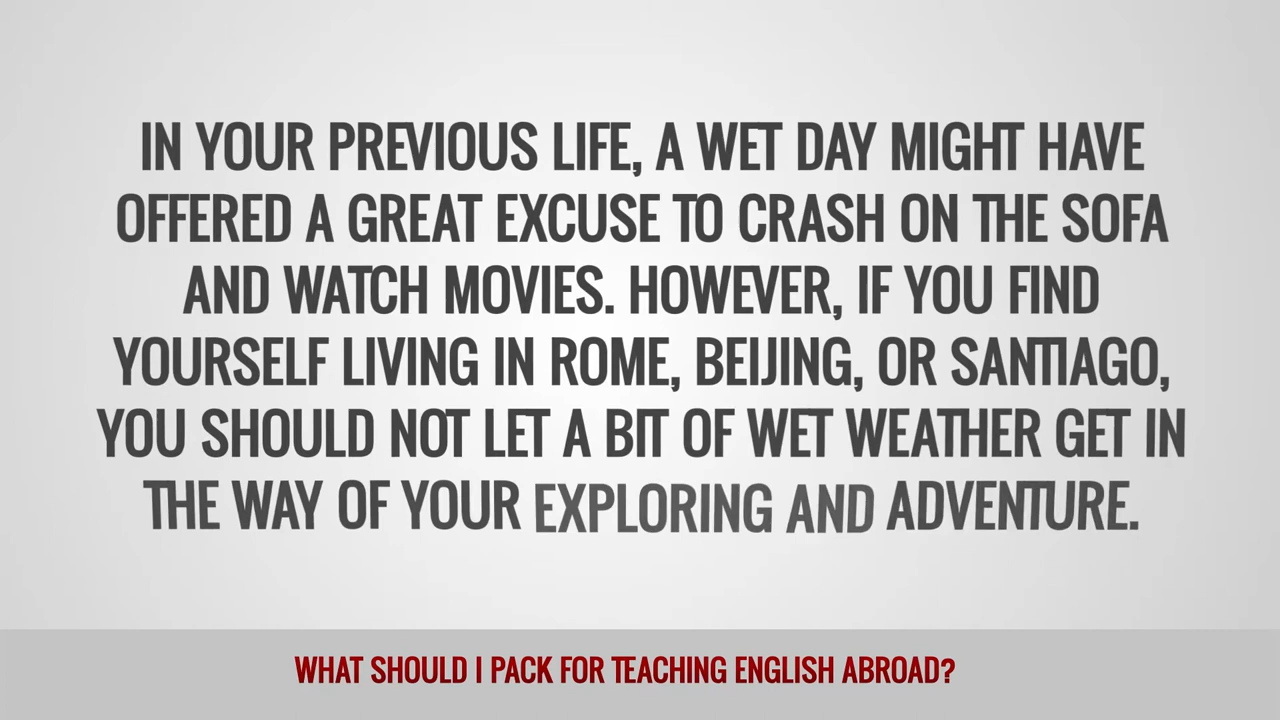 IN YOUR PREVIOUS LIFE, A WET DAY MIGHT HAVE
OFFERED A GREAT EXCUSE TO CRASH ON THE SOFA
AND WATCH MOVIES. HOWEVER, IF YOU FIND
YOURSELF LIVING IN ROME, BEIJING, OR SANTIAGO,
YOU SHOULD NOT LET A BIT OF WET WEATHER GET IN
THE WAY OF YOUR EXPLORING AND ADVENTURE.
WHAT SHOULD I PACK FOR TEACHING ENGLISH ABROAD?